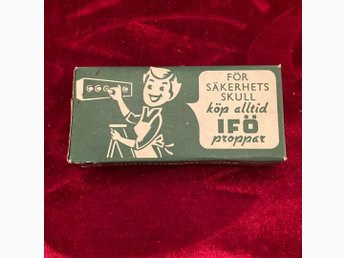 FÖR
SÄKERHETS
SKULL
köp alltid
IFÖ
proppar